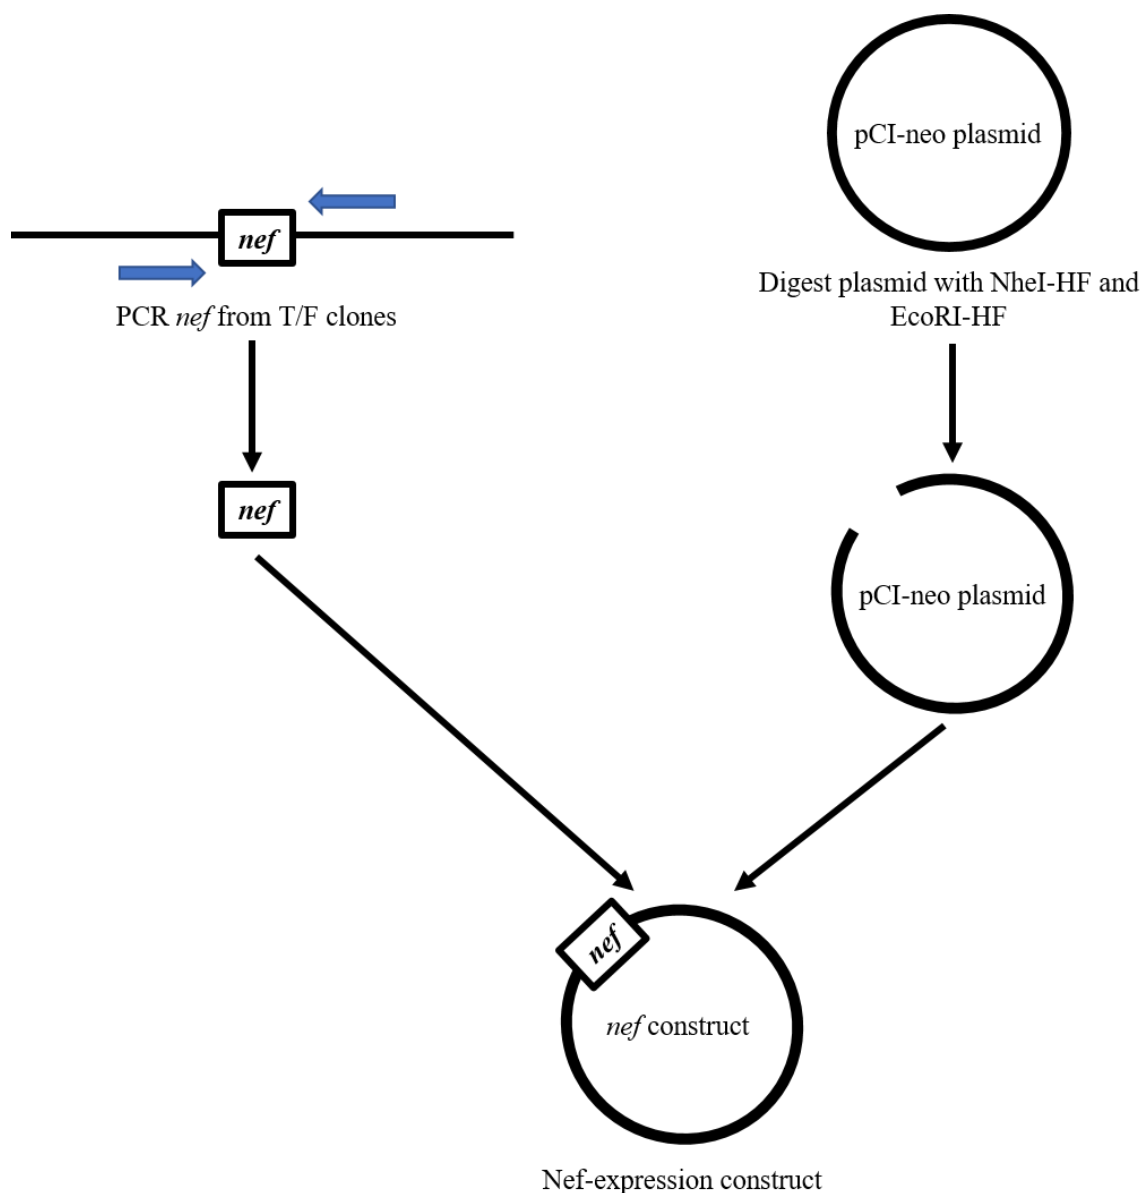 pCI-neo plasmid
nef
Digest plasmid with NheI-HF and
EcoRI-HF
PCR nef from T/F clones
nef
pCI-neo plasmid
nef
nef construct
Nef-expression construct